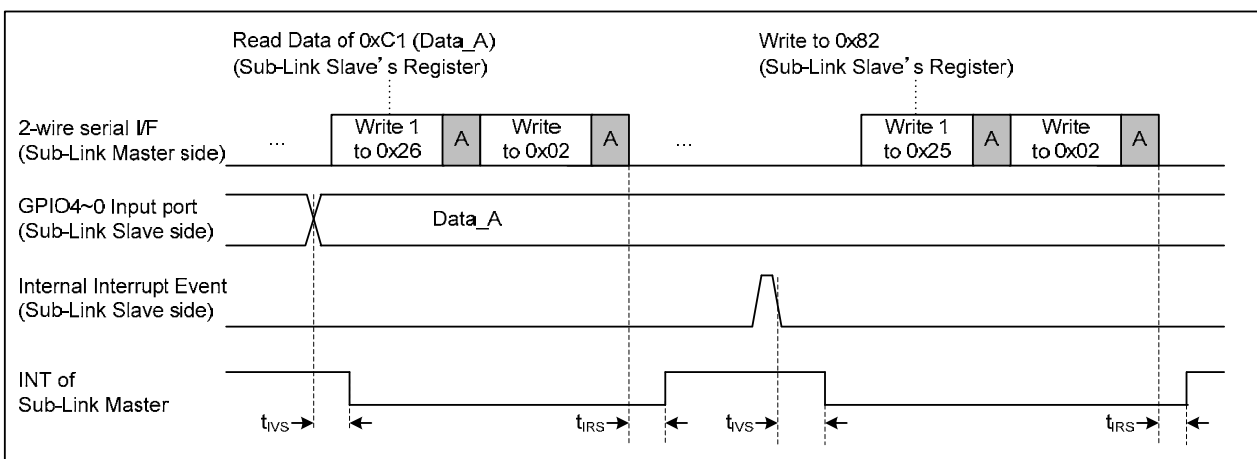 Read Data of 0xC1 (Data_A)
(Sub-Link Slave's Register)
Write to 0x82
(Sub-Link Slave's Register)
2-wire serial I/F
(Sub-Link Master side)
...
Write 1
to 0x26
A
Write
to 0x02
A
...
Write 1
to 0x25
A
Write
to 0x02
A
GPIO4~0 Input port
(Sub-Link Slave side)
Data_A
Internal Interrupt Event
(Sub-Link Slave side)
INT of
Sub-Link Master
tIVS
tIRS
tIVS
tIRS